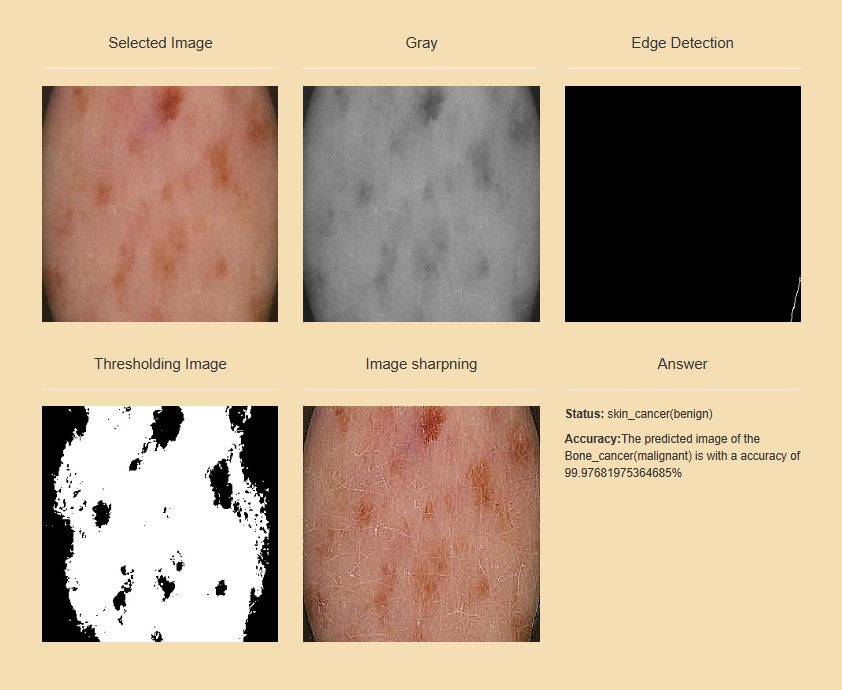 Selected Image
Gray
Edge Detection
Thresholding Image
Image sharpning
Answer
Status: skin_cancer(benign)
Accuracy:The predicted image of the
Bone_cancer(malignant) is with a accuracy of
99.97681975364685%